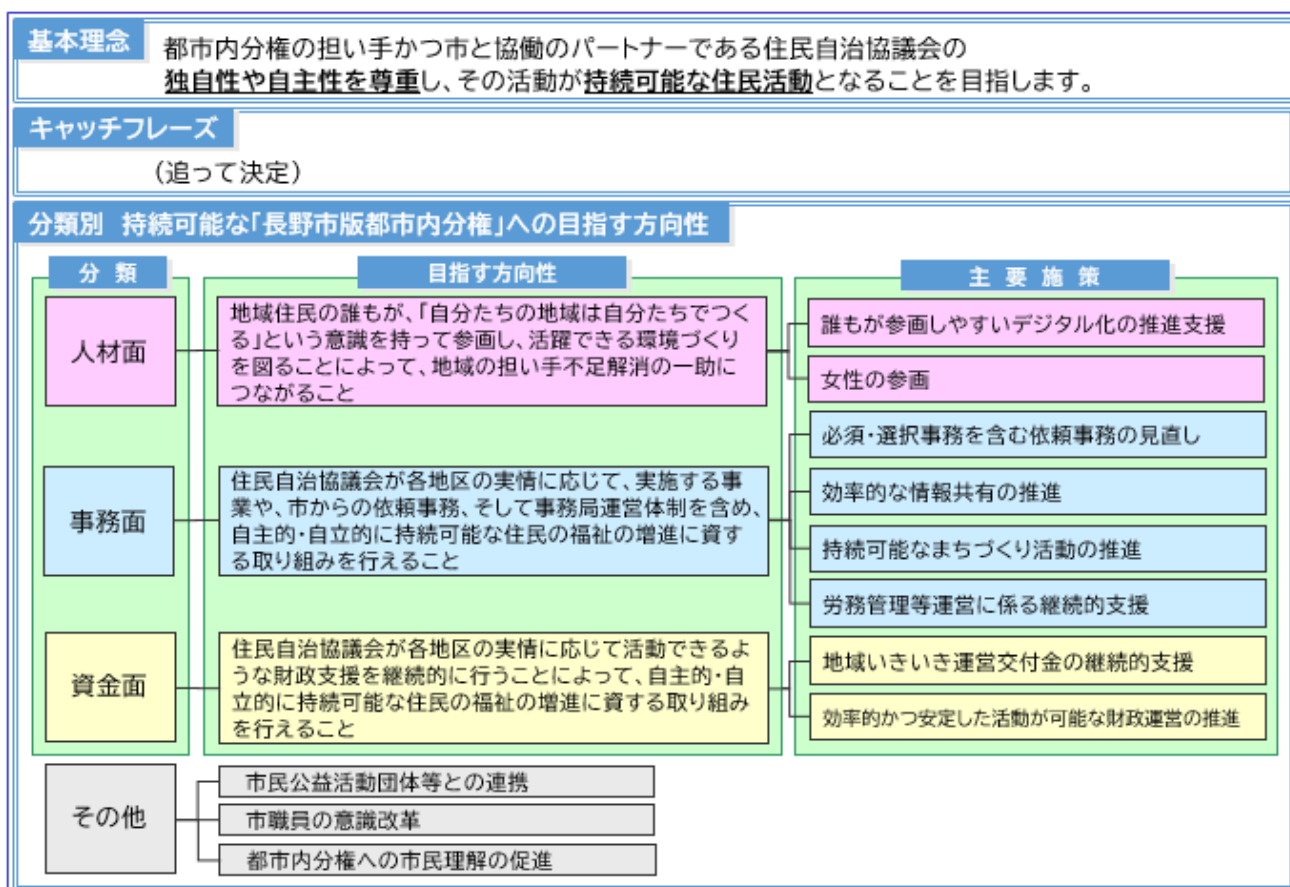 基本理念
都市内分権の担い手かつ市と協働のパートナーである住民自治協議会の
独自性や自主性を尊重し、その活動が持続可能な住民活動となることを目指します。
キャッチフレーズ
（追って決定）
分類別　持続可能な「長野市版都市内分権」への目指す方向性
分　類
目指す方向性
主　要　施　策
人材面
地域住民の誰もが、「自分たちの地域は自分たちでつく
る」という意識を持って参画し、活躍できる環境づくり
を図ることによって、地域の担い手不足解消の一助に
つながること
誰もが参画しやすいデジタル化の推進支援
女性の参画
事務面
住民自治協議会が各地区の実情に応じて、実施する事
業や、市からの依頼事務、そして事務局運営体制を含め、
自主的・自立的に持続可能な住民の福祉の増進に資す
る取り組みを行えること
必須・選択事務を含む依頼事務の見直し
効率的な情報共有の推進
持続可能なまちづくり活動の推進
労務管理等運営に係る継続的支援
資金面
住民自治協議会が各地区の実情に応じて活動できるよ
うな財政支援を継続的に行うことによって、自主的・自
立的に持続可能な住民の福祉の増進に資する取り組み
を行えること
地域いきいき運営交付金の継続的支援
効率的かつ安定した活動が可能な財政運営の推進
その他
市民公益活動団体等との連携
市職員の意識改革
都市内分権への市民理解の促進